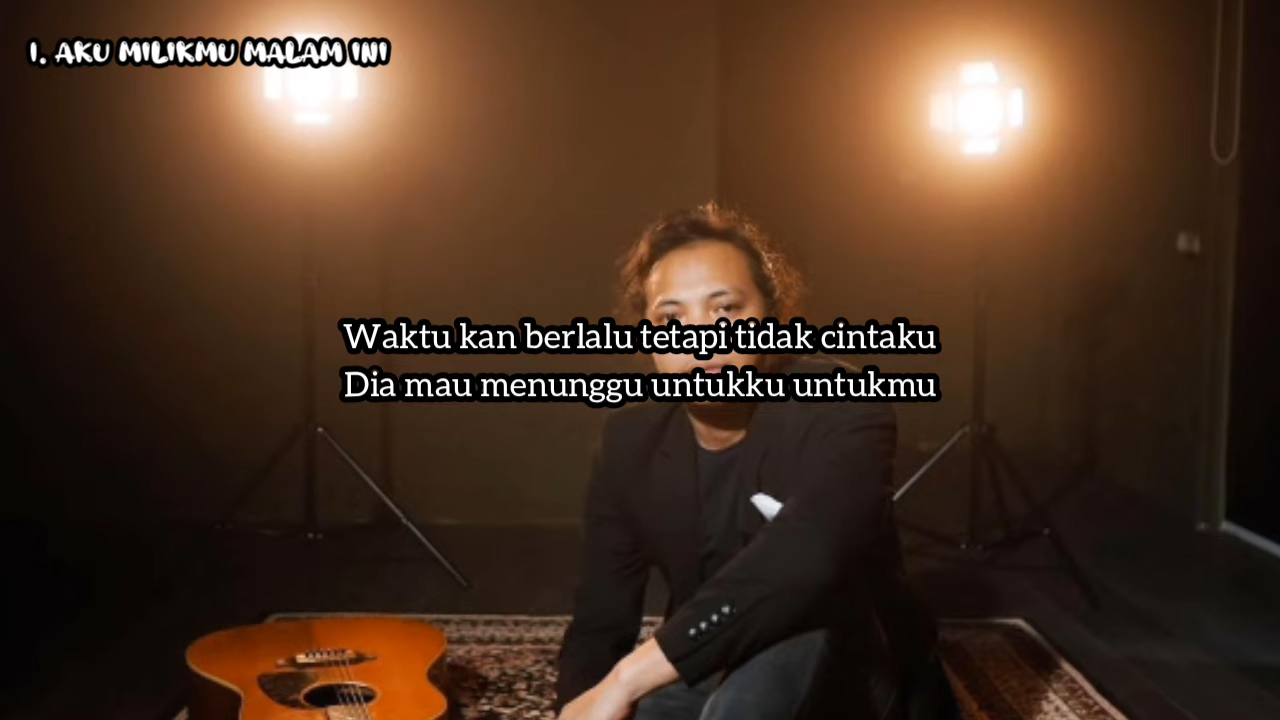 1. AKU MILIKMU MALAM INI
Waktu kan berlalu tetapi tidak cintaku
Dia mau menunggu untukku untukmu